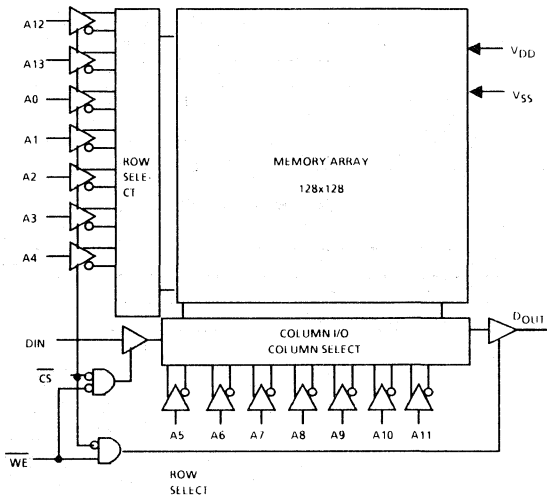 A12
A13
A0
A1
A2
A3
A4
ROW
SELE-
CT
MEMORY ARRAY
128x128
VDD
VSS
DIN
COLUMN I/O
COLUMN SELECT
DOUT
CS
A5 A6 A7 A8 A9 A10 A11
WE
ROW
SELECT